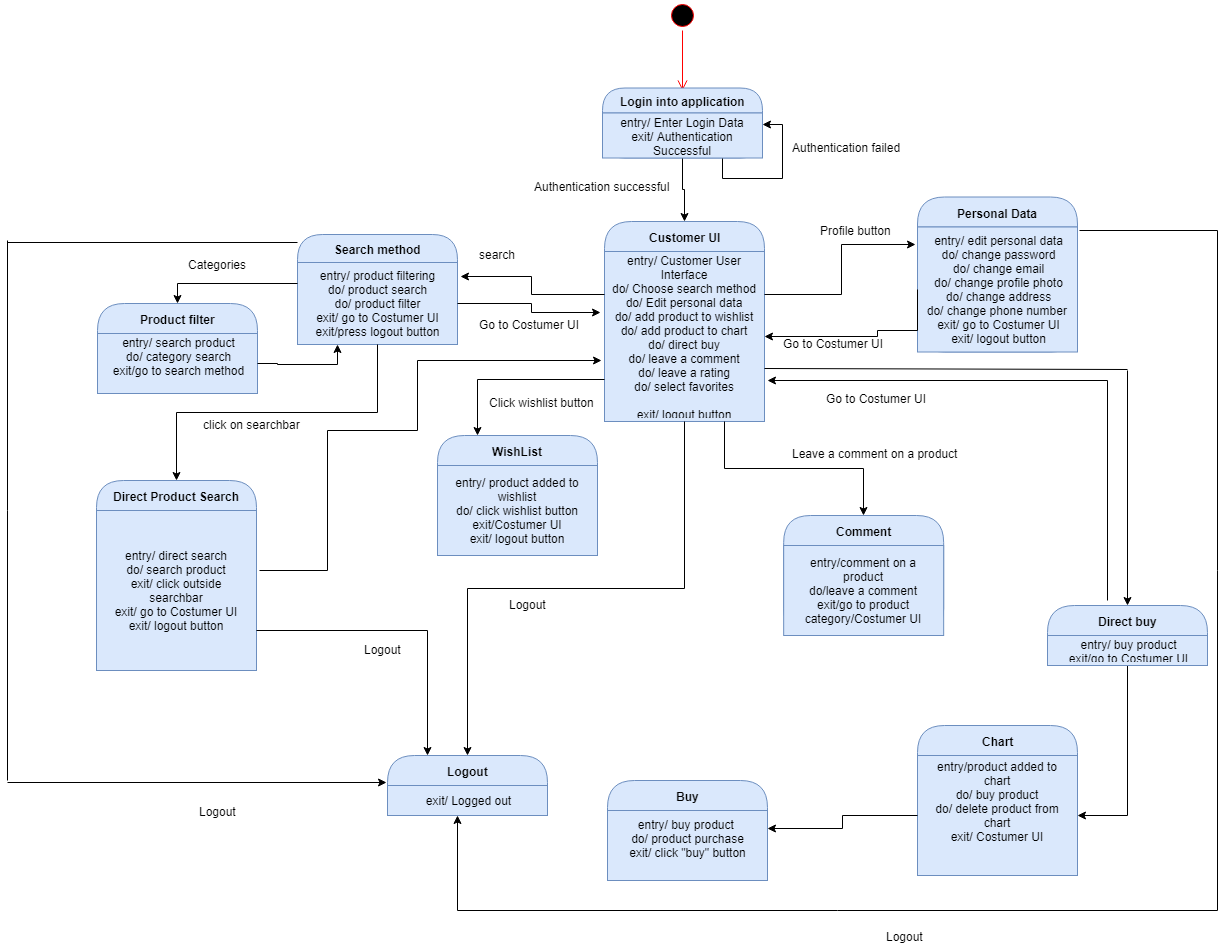 Login into application
entry/ Enter Login Data
exit/ Authentication
Successful
Authentication failed
Authentication successful
Customer UI
entry/ Customer User
Interface
do/ Choose search method
do/ Edit personal data
do/ add product to wishlist
do/ add product to chart
do/ direct buy
do/ leave a comment
do/ leave a rating
do/ select favorites
exit/ logout button
Profile button
Personal Data
entry/ edit personal data
do/ change password
do/ change email
do/ change profile photo
do/ change address
do/ change phone number
exit/ go to Costumer UI
exit/ logout button
Go to Costumer UI
search
Search method
entry/ product filtering
do/ product search
do/ product filter
exit/ go to Costumer UI
exit/press logout button
Go to Costumer UI
Categories
Product filter
entry/ search product
do/ category search
exit/go to search method
click on searchbar
Click wishlist button
Go to Costumer UI
WishList
entry/ product added to
wishlist
do/ click wishlist button
exit/Costumer UI
exit/ logout button
Leave a comment on a product
Direct Product Search
entry/ direct search
do/ search product
exit/ click outside
searchbar
exit/ go to Costumer UI
exit/ logout button
Comment
entry/comment on a
product
do/leave a comment
exit/go to product
category/Costumer UI
Logout
Logout
Direct buy
entry/ buy product
exit/go to Costumer UI
Logout
exit/ Logged out
Logout
Buy
entry/ buy product
do/ product purchase
exit/ click "buy" button
Chart
entry/product added to
chart
do/ buy product
do/ delete product from
chart
exit/ Costumer UI
Logout